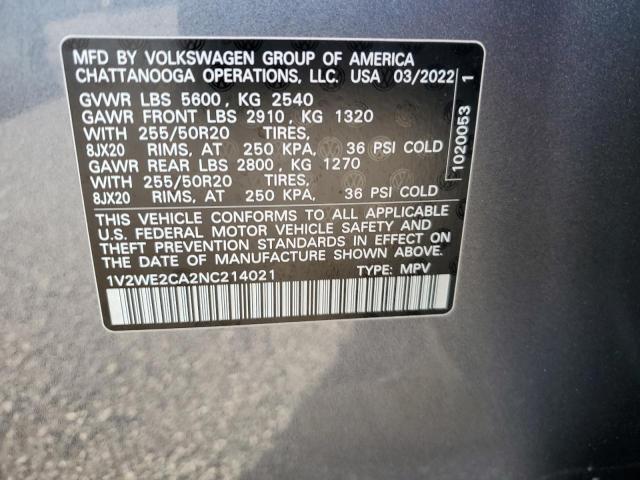 MFD BY VOLKSWAGEN GROUP OF AMERICA
CHATTANOOGA OPERATIONS, LLC. USA 03/2022
GVWR LBS 5600, KG 2540
GAWR FRONT LBS 2910, KG 1320
WITH 255/50R20 TIRES,
8JX20 RIMS, AT 250 KPA, 36 PSI COLD
GAWR REAR LBS 2800, KG 1270
WITH 255/50R20 TIRES,
8JX20 RIMS, AT 250 KPA, 36 PSI COLD
THIS VEHICLE CONFORMS TO ALL APPLICABLE
U.S. FEDERAL MOTOR VEHICLE SAFETY AND
THEFT PREVENTION STANDARDS IN EFFECT ON
THE DATE OF MANUFACTURE SHOWN ABOVE.
1V2WE2CA2NC214021 TYPE: MPV
1020053 1